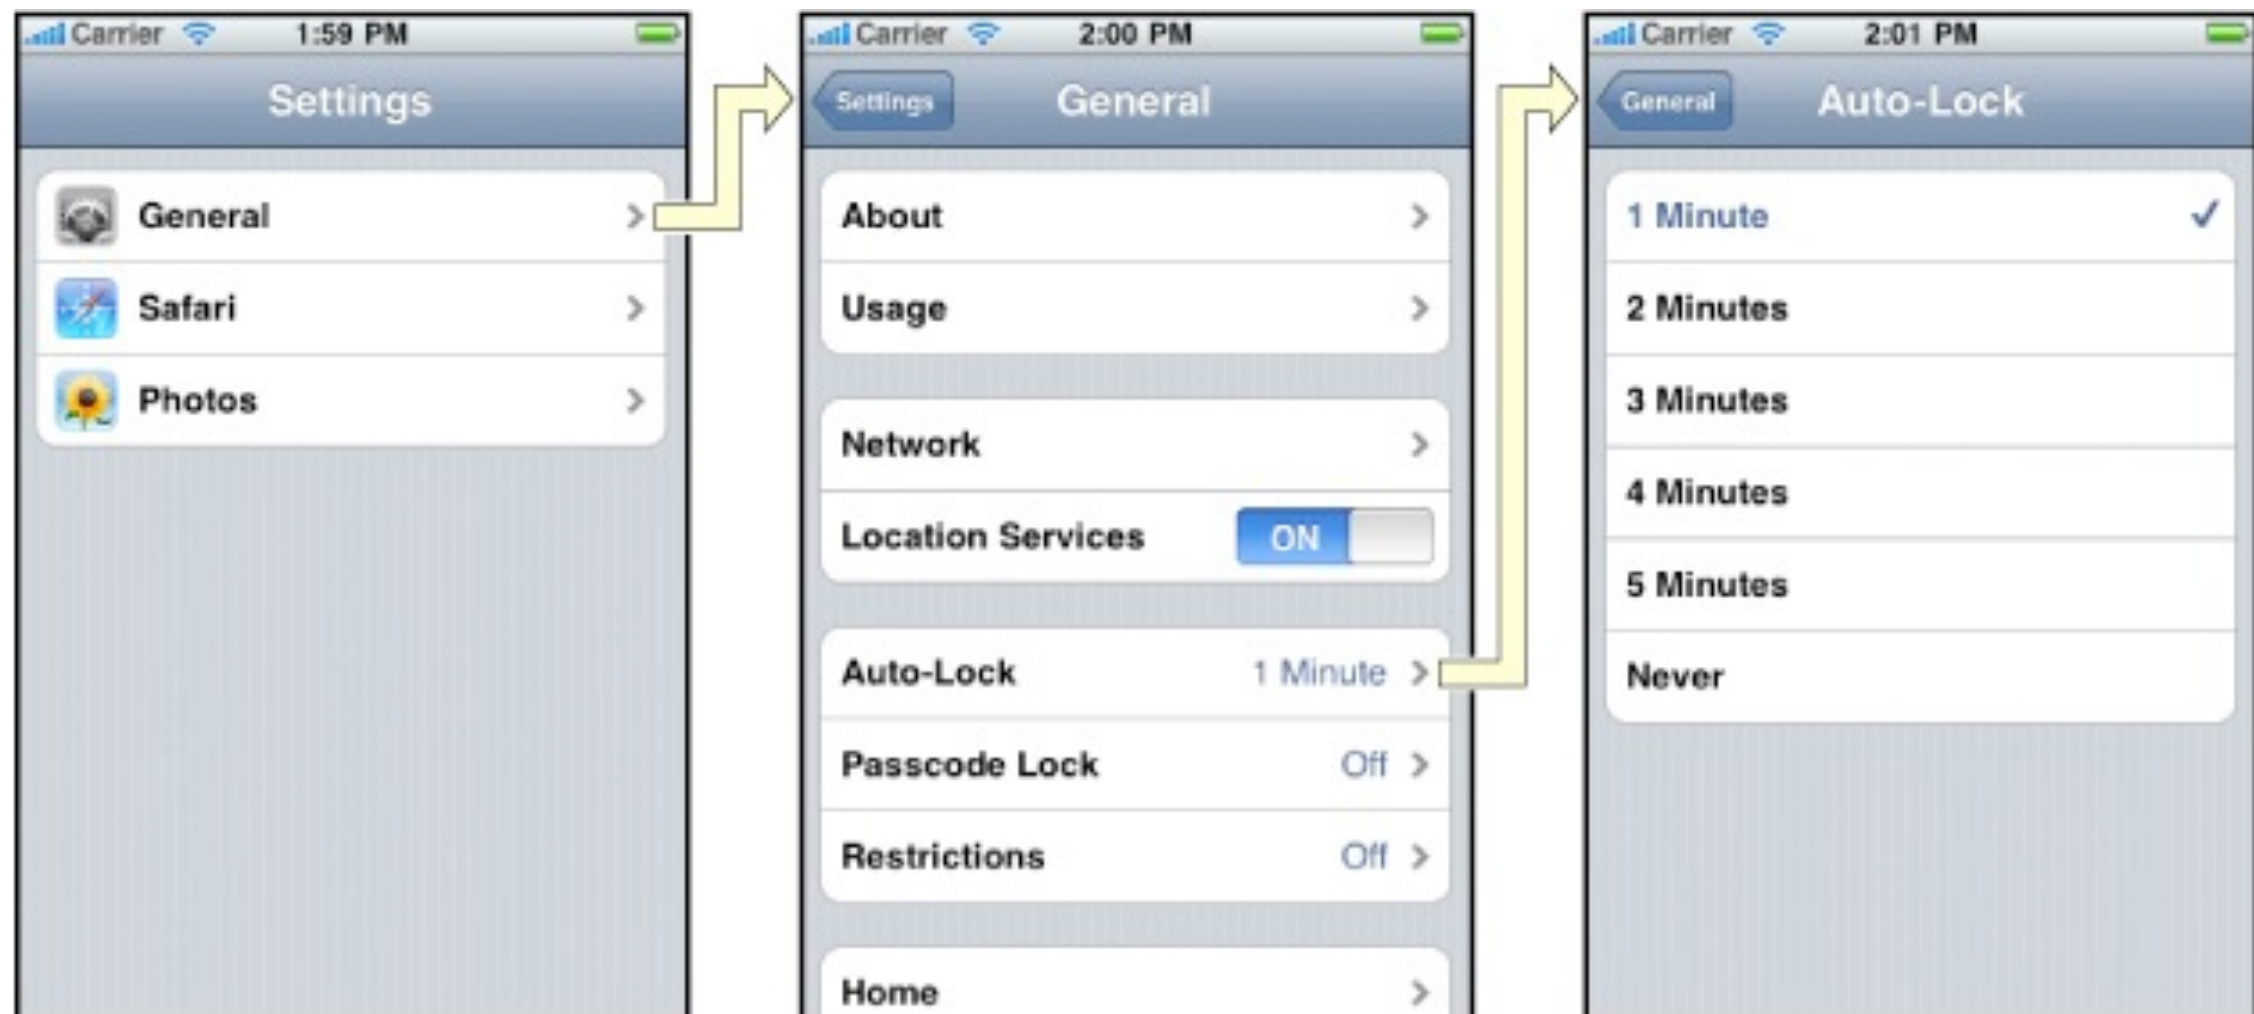 Carrier 1:59 PM
Settings
General
Safari
Photos
Carrier 2:00 PM
Settings General
About
Usage
Network
Location Services ON
Auto-Lock 1 Minute
Passcode Lock Off
Restrictions Off
Home
Carrier 2:01 PM
General Auto-Lock
1 Minute
2 Minutes
3 Minutes
4 Minutes
5 Minutes
Never